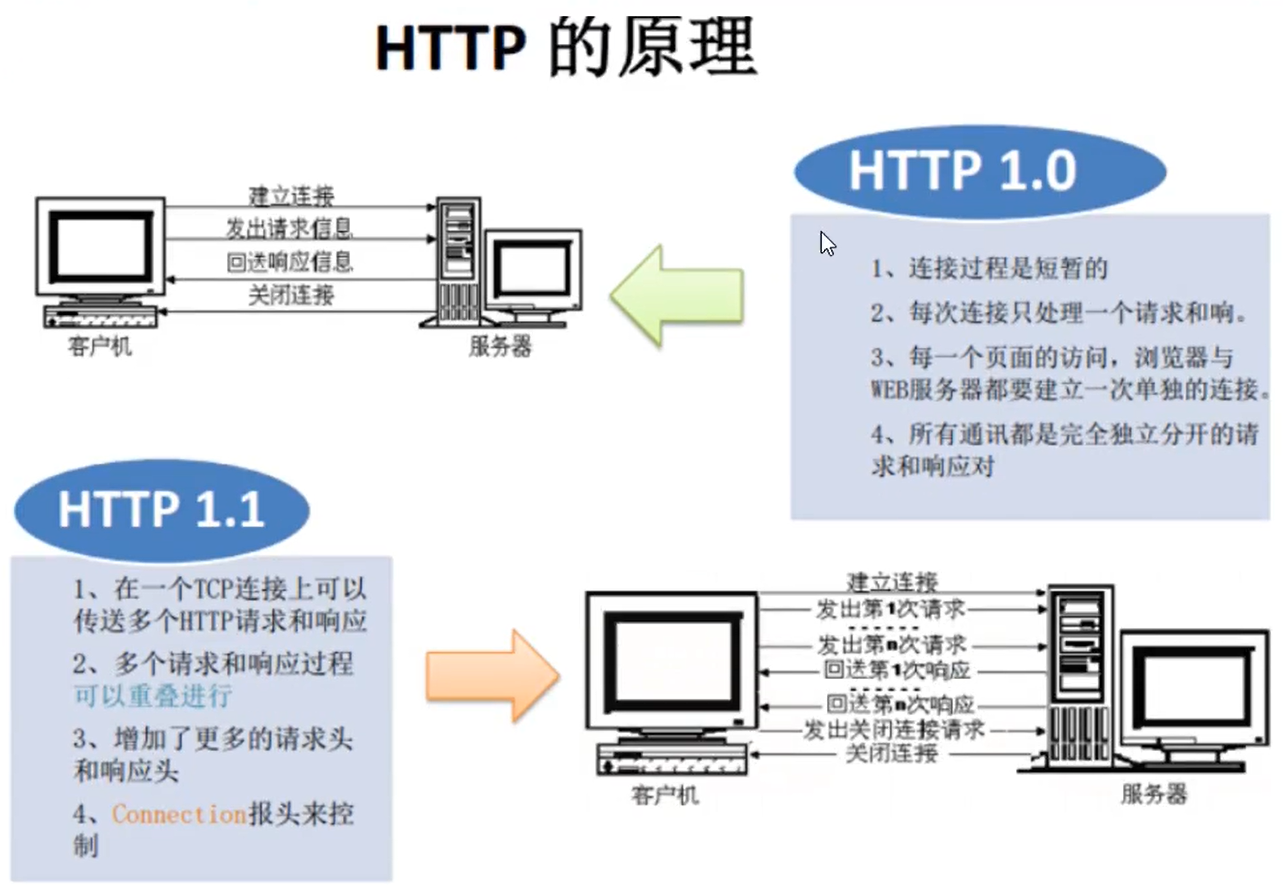 HTTP 的原理
建立连接
发出请求信息
回送响应信息
关闭连接
客户机
服务器
HTTP 1.0
1、连接过程是短暂的
2、每次连接只处理一个请求和响。
3、每一个页面的访问，浏览器与
WEB服务器都要建立一次单独的连接。
4、所有通讯都是完全独立分开的请
求和响应对
HTTP 1.1
1、在一个TCP连接上可以
传送多个HTTP请求和响应
2、多个请求和响应过程
可以重叠进行
3、增加了更多的请求头
和响应头
4、Connection报头来控
制
建立连接
发出第1次请求
发出第n次请求
回送第1次响应
回送第n次响应
发出关闭连接请求
关闭连接
客户机
服务器